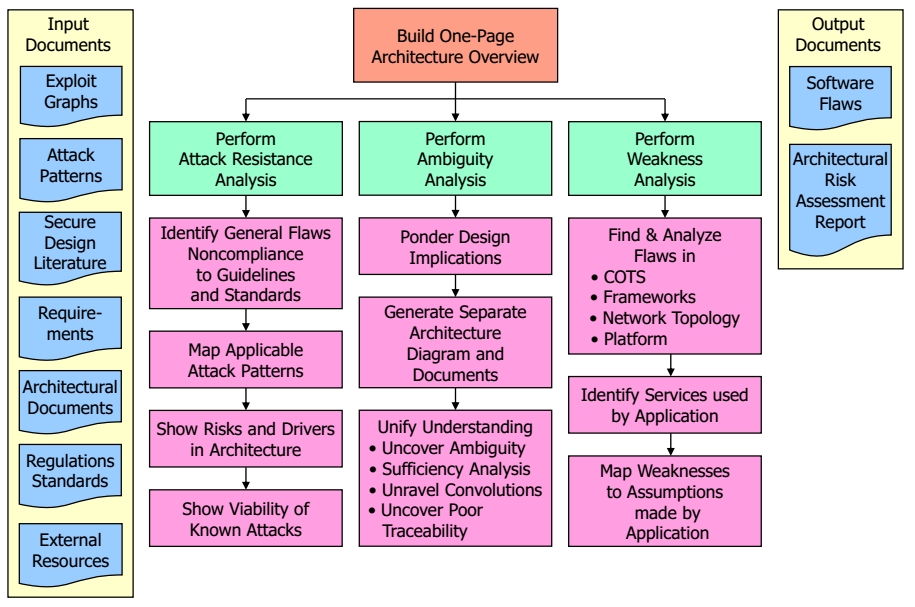 Input
Documents
Exploit
Graphs
Attack
Patterns
Secure
Design
Literature
Require-
ments
Architectural
Documents
Regulations
Standards
External
Resources
Build One-Page
Architecture Overview
Perform
Attack Resistance
Analysis
Identify General Flaws
Noncompliance
to Guidelines
and Standards
Map Applicable
Attack Patterns
Show Risks and Drivers
in Architecture
Show Viability of
Known Attacks
Perform
Ambiguity
Analysis
Ponder Design
Implications
Generate Separate
Architecture
Diagram and
Documents
Unify Understanding
• Uncover Ambiguity
• Sufficiency Analysis
• Unravel Convolutions
• Uncover Poor
Traceability
Perform
Weakness
Analysis
Find & Analyze
Flaws in
• COTS
• Frameworks
• Network Topology
• Platform
Identify Services used
by Application
Map Weaknesses
to Assumptions
made by
Application
Output
Documents
Software
Flaws
Architectural
Risk
Assessment
Report